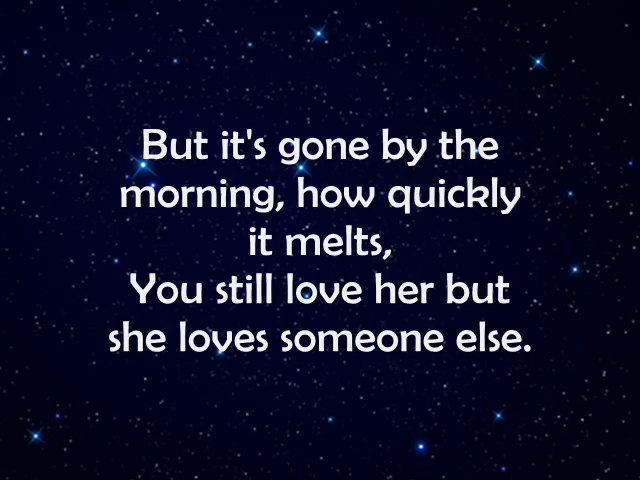 But it's gone by the
morning, how quickly
it melts,
You still love her but
she loves someone else.